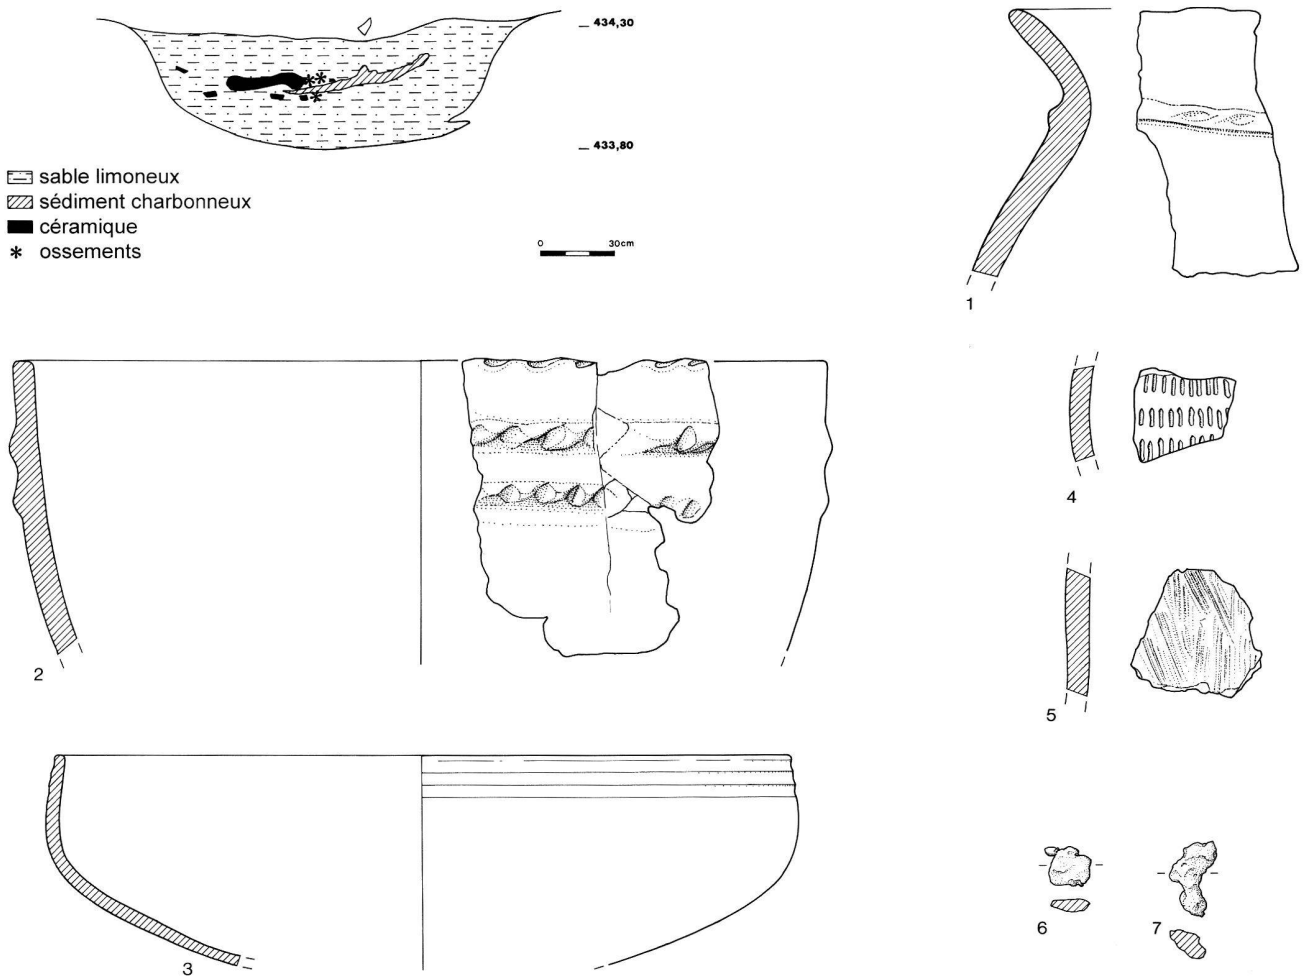 434,30
433,80
sable limoneux
sédiment charbonneux
céramique
* ossements
0 30cm
1
2
3
4
5
6
7